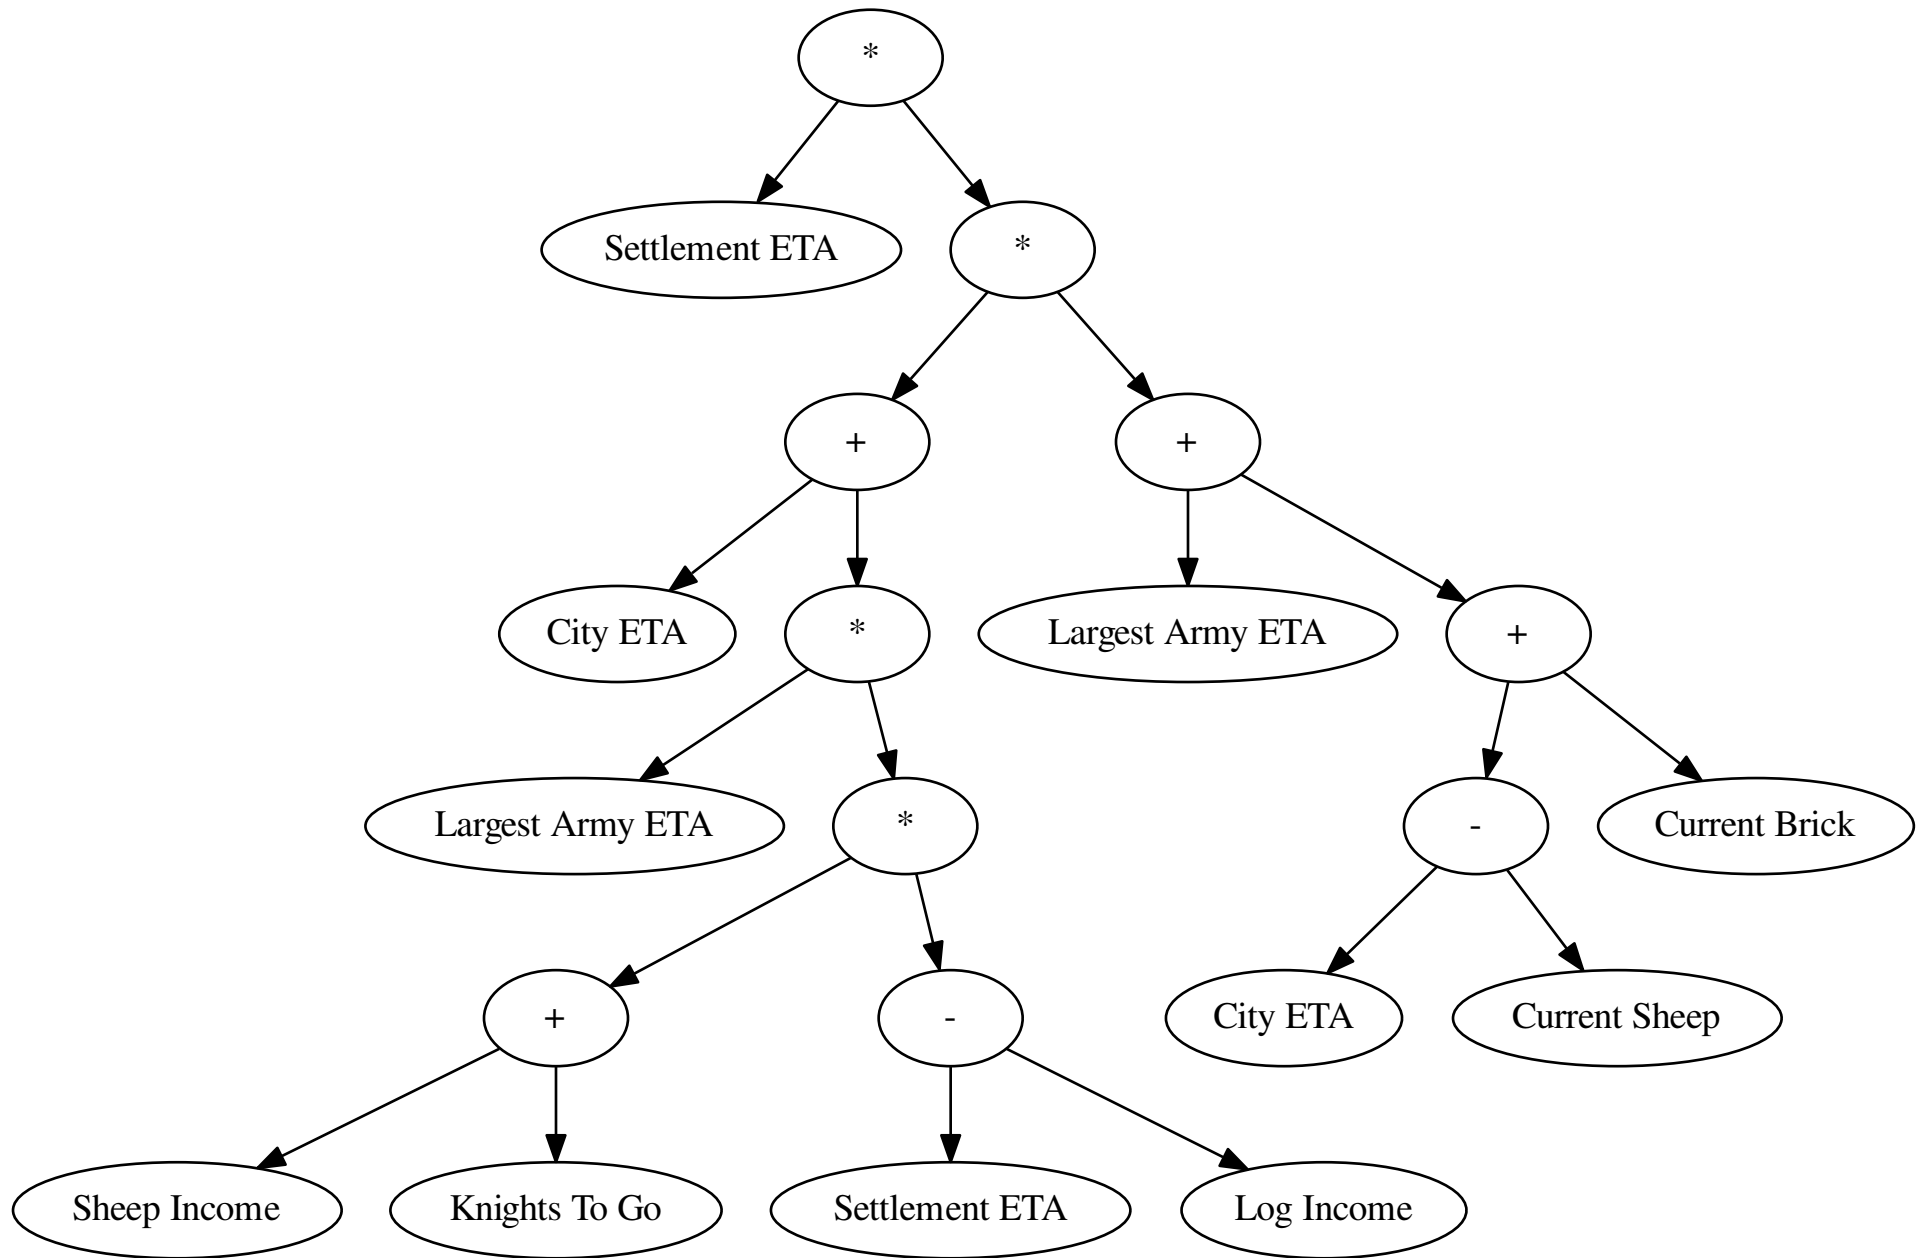 *
Settlement ETA
*
+
+
City ETA
*
Largest Army ETA
+
Largest Army ETA
*
-
Current Brick
+
-
City ETA
Current Sheep
Sheep Income
Knights To Go
Settlement ETA
Log Income